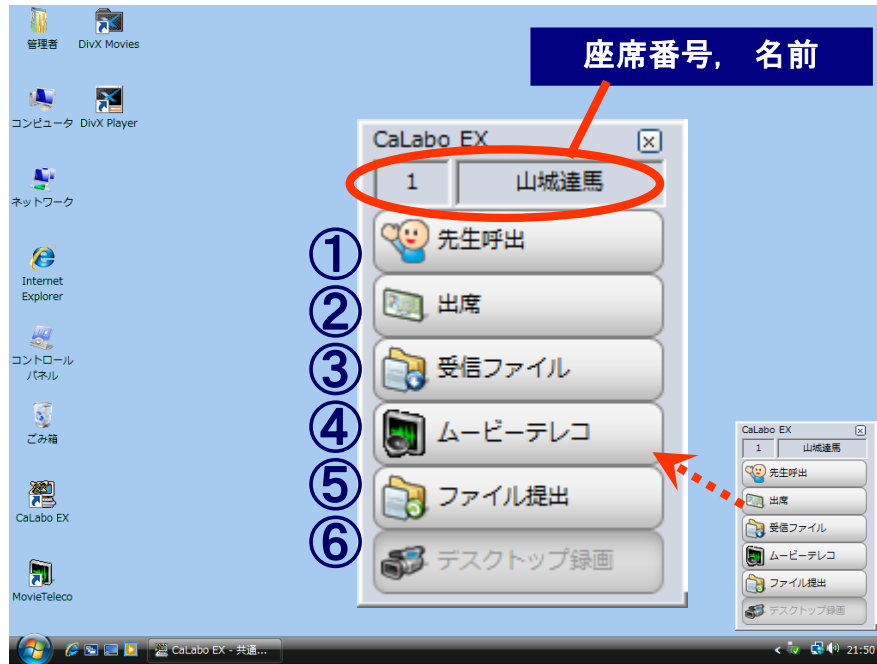 管理者
DivX Movies
コンピュータ
DivX Player
ネットワーク
Internet
Explorer
コントロール
パネル
ごみ箱
CaLabo EX
MovieTeleco
座席番号， 名前
CaLabo EX
1 山城達馬
① 先生呼出
② 出席
③ 受信ファイル
④ ムービーテレコ
⑤ ファイル提出
⑥ デスクトップ録画
CaLabo EX
1 山城達馬
先生呼出
出席
受信ファイル
ムービーテレコ
ファイル提出
デスクトップ録画
CaLabo EX - 共通...
21:50